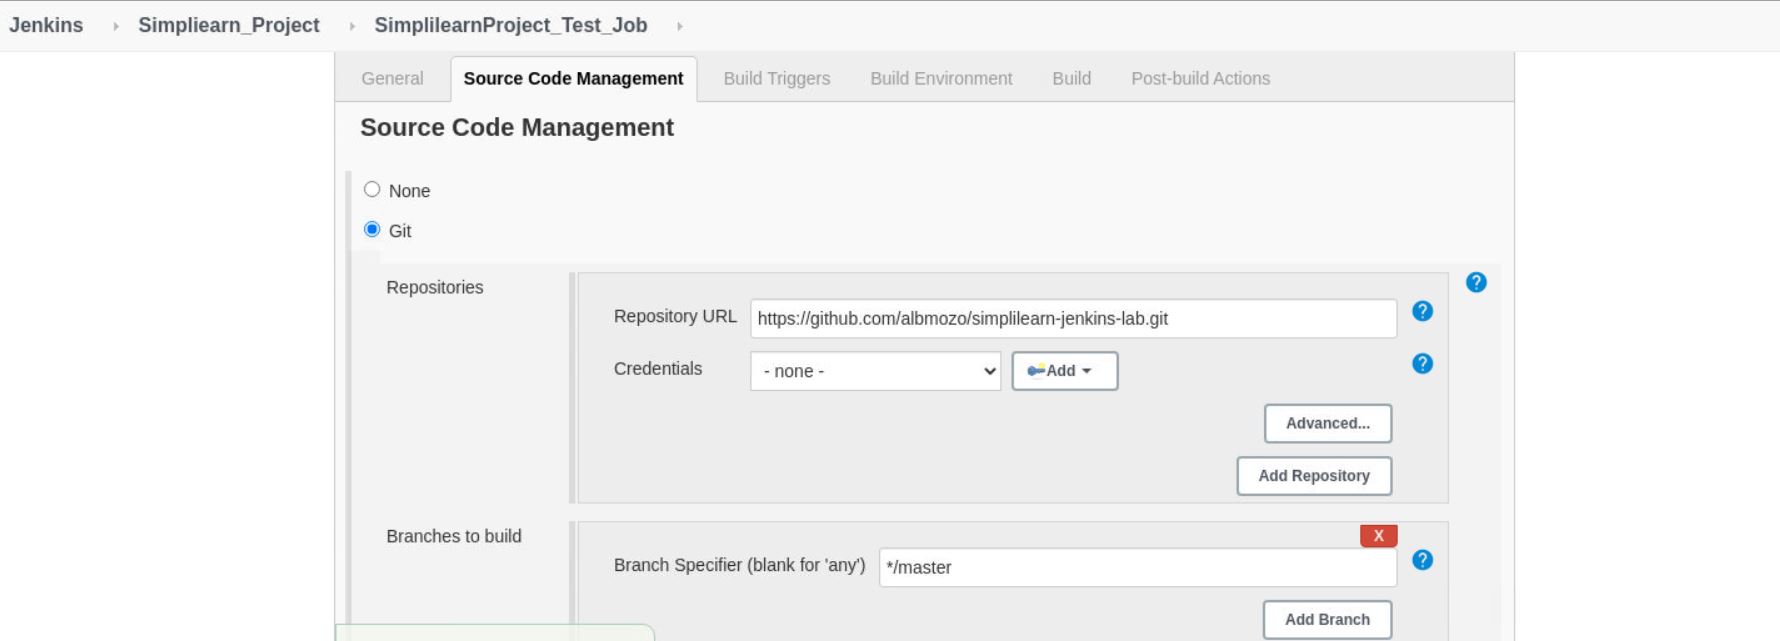 Jenkins Simpliearn_Project SimplilearnProject_Test_Job
General Source Code Management Build Triggers Build Environment Build Post-build Actions
Source Code Management
None
Git
Repositories
?
Repository URL https://github.com/albmozo/simplilearn-jenkins-lab.git ?
Credentials - none - Add ?
Advanced...
Add Repository
Branches to build
X
Branch Specifier (blank for 'any') */master ?
Add Branch